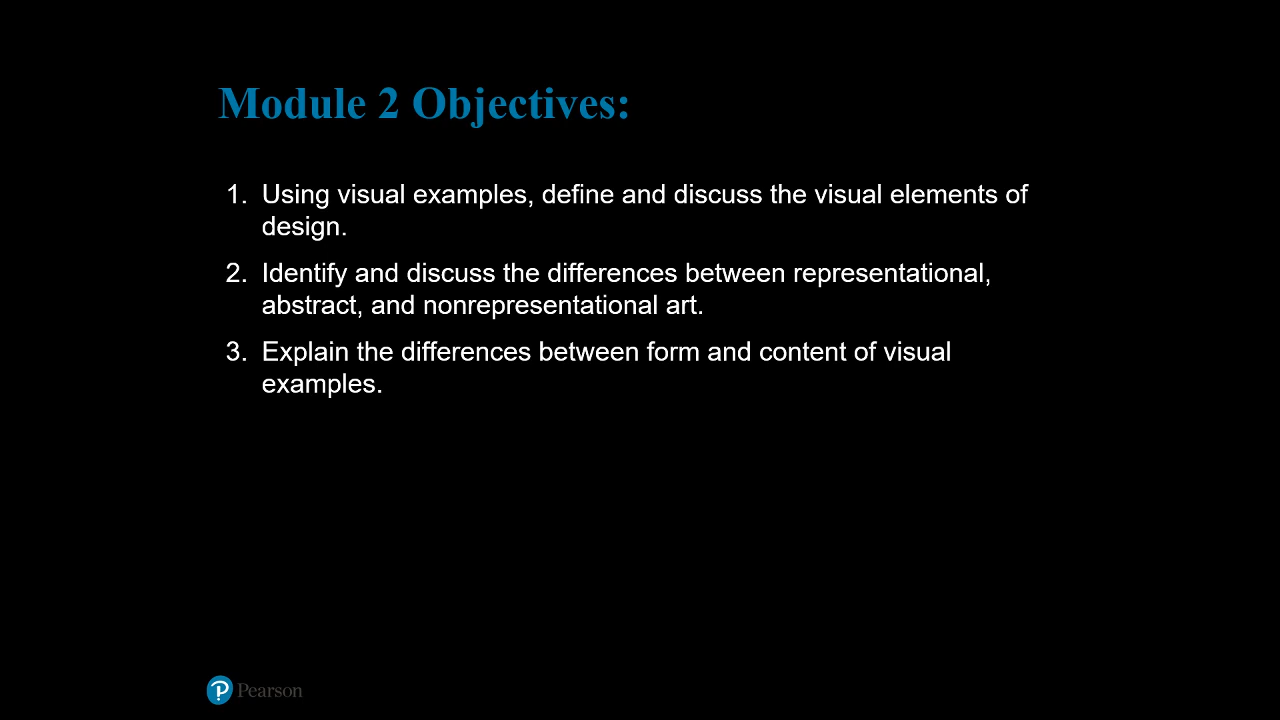 Module 2 Objectives:
1. Using visual examples, define and discuss the visual elements of
design.
2. Identify and discuss the differences between representational,
abstract, and nonrepresentational art.
3. Explain the differences between form and content of visual
examples.
Pearson